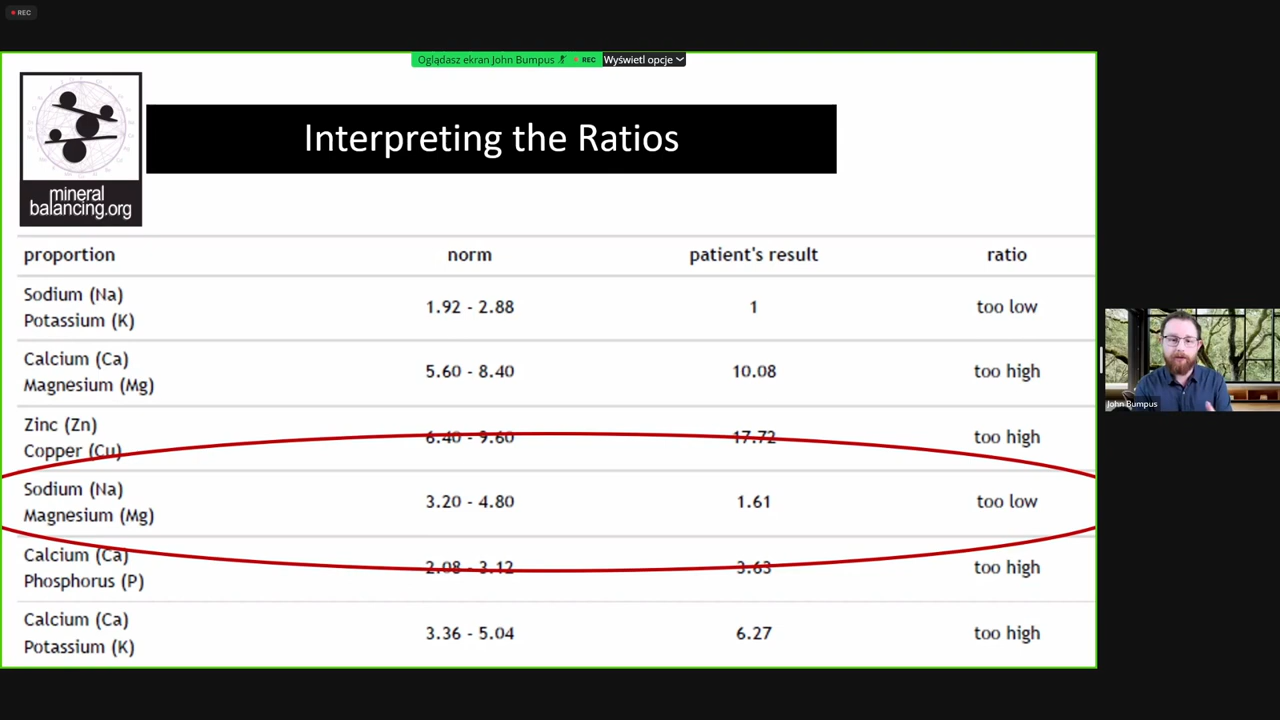 REC
Oglądasz ekran John Bumpus REC Wyświetl opcje
mineral
balancing.org
Interpreting the Ratios
proportion norm patient's result ratio
Sodium (Na)
Potassium (K)
1.92 - 2.88 1 too low
Calcium (Ca)
Magnesium (Mg)
5.60 - 8.40 10.08 too high
Zinc (Zn)
Copper (Cu)
6.40 - 9.60 17.72 too high
Sodium (Na)
Magnesium (Mg)
3.20 - 4.80 1.61 too low
Calcium (Ca)
Phosphorus (P)
2.08 - 3.12 3.63 too high
Calcium (Ca)
Potassium (K)
3.36 - 5.04 6.27 too high
John Bumpus